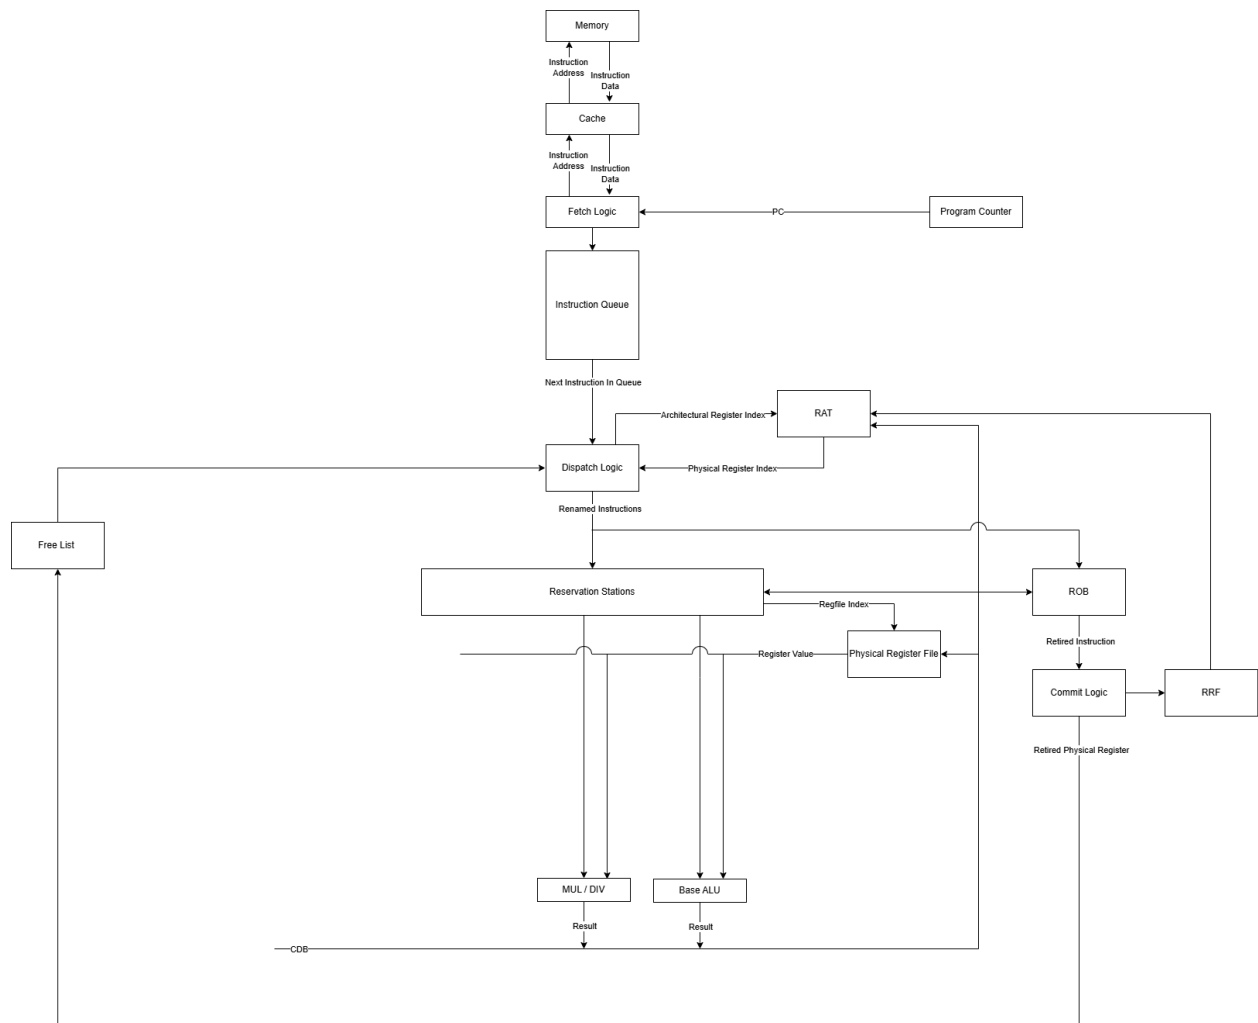 Memory
Instruction
Address
Instruction
Data
Cache
Instruction
Address
Instruction
Data
Fetch Logic
PC
Program Counter
Instruction Queue
Next Instruction In Queue
Architectural Register Index
RAT
Dispatch Logic
Physical Register Index
Renamed Instructions
Free List
Reservation Stations
ROB
Regfile Index
Retired Instruction
Register Value
Physical Register File
Commit Logic
RRF
Retired Physical Register
MUL / DIV
Base ALU
Result
Result
CDB